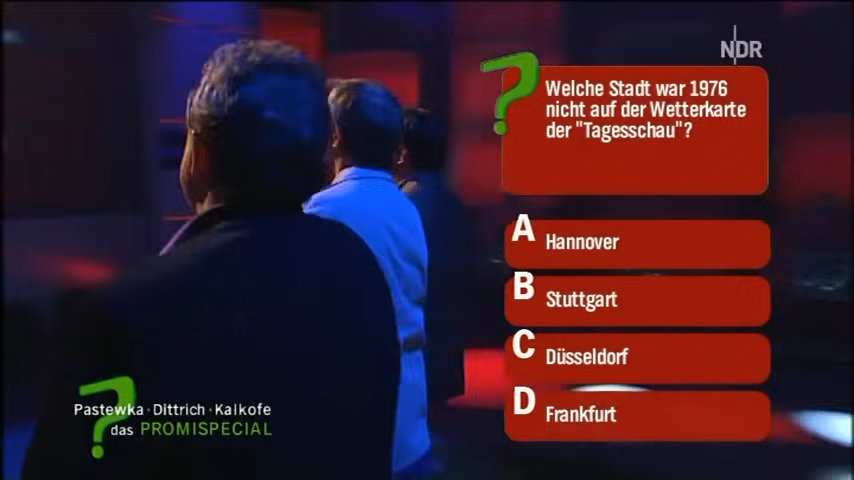 NDR
?
Welche Stadt war 1976
nicht auf der Wetterkarte
der "Tagesschau"?
A Hannover
B Stuttgart
C Düsseldorf
D Frankfurt
?
Pastewka · Dittrich · Kalkofe
das PROMISPECIAL